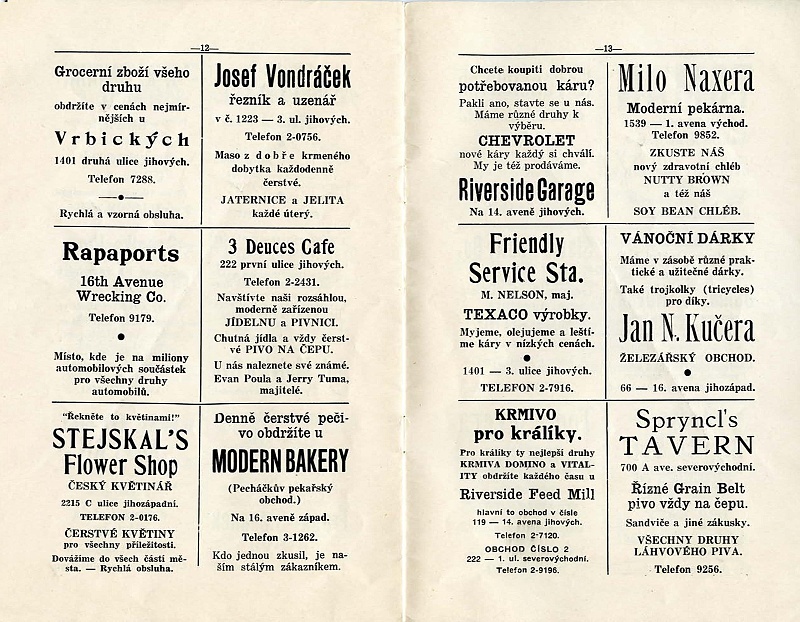 —12—
Grocerní zboží všeho
druhu
obdržíte v cenách nejmír-
nějších u
Vrbických
1401 druhá ulice jihových.
Telefon 7288.
Rychlá a vzorná obsluha.
Josef Vondráček
řezník a uzenář
v č. 1223 — 3. ul. jihových.
Telefon 2-0756.
Maso z dobře krmeného
dobytka každodenně
čerstvé.
JATERNICE a JELITA
každé úterý.
Rapaports
16th Avenue
Wrecking Co.
Telefon 9179.
Místo, kde je na miliony
automobilových součástek
pro všechny druhy
automobilů.
3 Deuces Cafe
222 první ulice jihových.
Telefon 2-2431.
Navštívte naši rozsáhlou,
moderně zařízenou
JÍDELNU a PIVNICI.
Chutná jídla a vždy čerst-
vé PIVO NA ČEPU.
U nás naleznete své známé.
Evan Poula a Jerry Tuma,
majitelé.
"Řekněte to květinami!"
STEJSKAL'S
Flower Shop
ČESKÝ KVĚTINÁŘ
2215 C ulice jihozápadní.
TELEFON 2-0176.
ČERSTVÉ KVĚTINY
pro všechny příležitosti.
Dovážíme do všech částí mě-
sta. — Rychlá obsluha.
Denně čerstvé peči-
vo obdržíte u
MODERN BAKERY
(Pecháčkův pekařský
obchod.)
Na 16. aveně západ.
Telefon 3-1262.
Kdo jednou zkusil, je na-
ším stálým zákazníkem.
—13—
Chcete koupiti dobrou
potřebovanou káru?
Pakli ano, stavte se u nás.
Máme různé druhy k
výběru.
CHEVROLET
nové káry každý si chválí.
My je též prodáváme.
Riverside Garage
Na 14. aveně jihových.
Milo Naxera
Moderní pekárna.
1539 — 1. avena východ.
Telefon 9852.
ZKUSTE NÁŠ
nový zdravotní chléb
NUTTY BROWN
a též náš
SOY BEAN CHLÉB.
Friendly
Service Sta.
M. NELSON, maj.
TEXACO výrobky.
Myjeme, olejujeme a leští-
me káry v nízkých cenách.
1401 — 3. ulice jihových.
TELEFON 2-7916.
VÁNOČNÍ DÁRKY
Máme v zásobě různé prak-
tické a užitečné dárky.
Také trojkolky (tricycles)
pro díky.
Jan N. Kučera
ŽELEZÁŘSKÝ OBCHOD.
66 — 16. avena jihozápad.
KRMIVO
pro králíky.
Pro králíky ty nejlepší druhy
KRMIVA DOMINO a VITAL-
ITY obdržíte každého času u
Riverside Feed Mill
hlavní to obchod v čísle
119 — 14. avena jihových.
Telefon 2-7120.
OBCHOD ČÍSLO 2
222 — 1. ul. severovýchodní.
Telefon 2-9196.
Spryncl's
TAVERN
700 A ave. severovýchodní.
Řízné Grain Belt
pivo vždy na čepu.
Sandviče a jiné zákusky.
VŠECHNY DRUHY
LÁHVOVÉHO PIVA.
Telefon 9256.